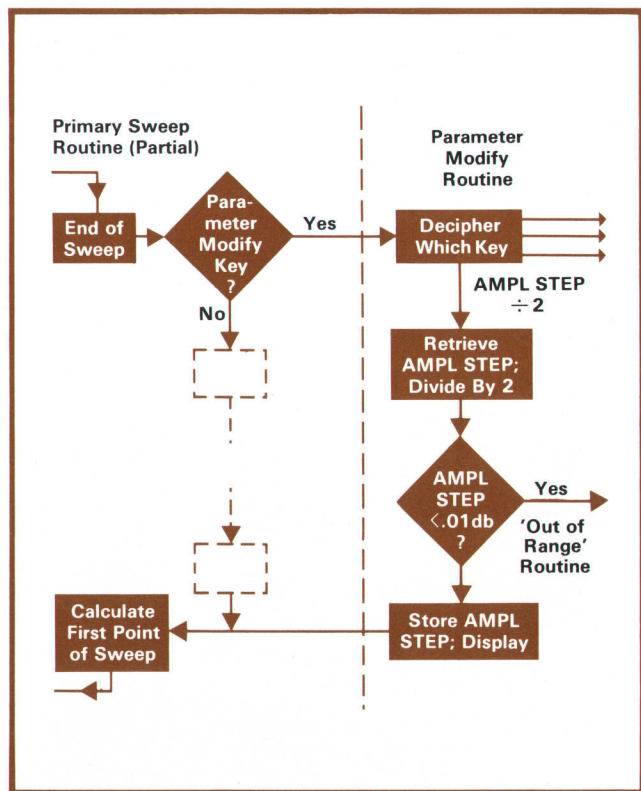 Primary Sweep
Routine (Partial)
Parameter
Modify
Routine
End of
Sweep
Para-
meter
Modify
Key
?
Yes
No
Decipher
Which Key
AMPL STEP
÷2
Retrieve
AMPL STEP;
Divide By 2
AMPL
STEP
<.01db
?
Yes
'Out of
Range'
Routine
Store AMPL
STEP; Display
Calculate
First Point
of Sweep